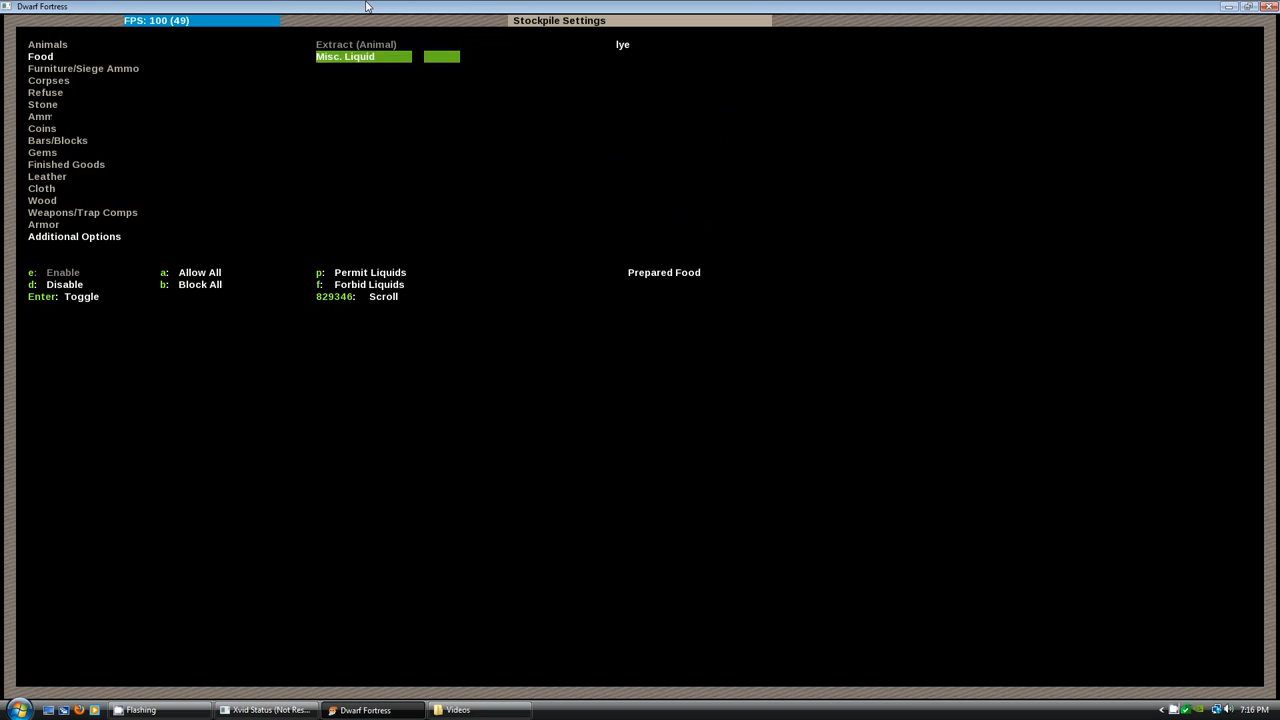 Dwarf Fortress
FPS: 100 (49)
Stockpile Settings
Animals
Food
Furniture/Siege Ammo
Corpses
Refuse
Stone
Amm
Coins
Bars/Blocks
Gems
Finished Goods
Leather
Cloth
Wood
Weapons/Trap Comps
Armor
Additional Options
Extract (Animal)
Misc. Liquid
lye
e: Enable
d: Disable
Enter: Toggle
a: Allow All
b: Block All
p: Permit Liquids
f: Forbid Liquids
829346: Scroll
Prepared Food
Flashing
Xvid Status (Not Res...
Dwarf Fortress
Videos
7:16 PM